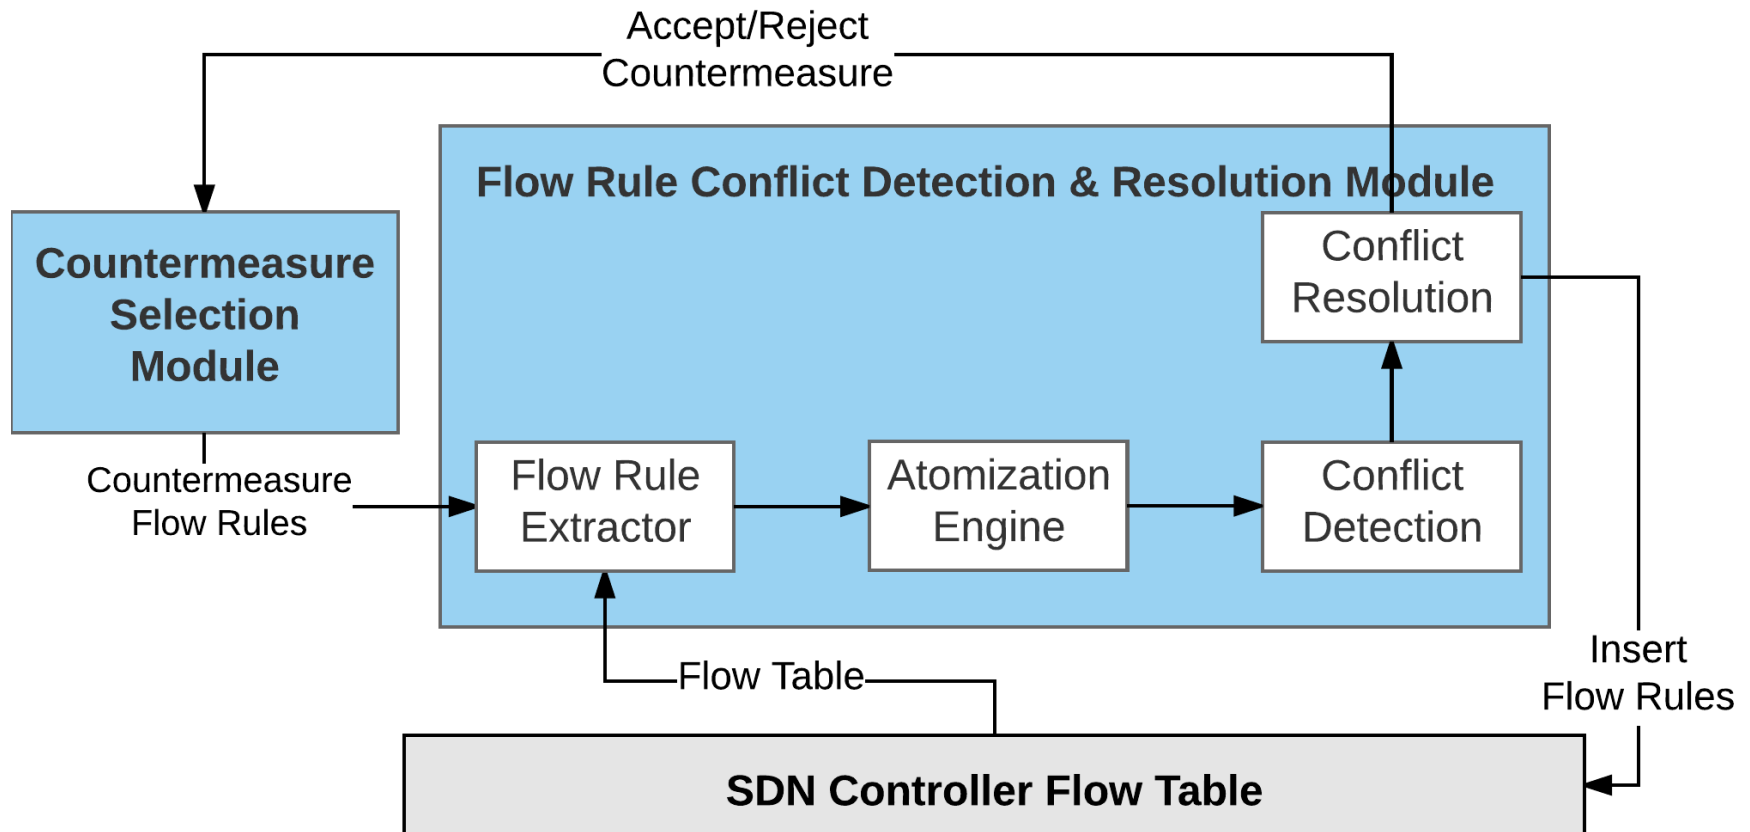 Accept/Reject
Countermeasure
Flow Rule Conflict Detection & Resolution Module
Countermeasure
Selection
Module
Conflict
Resolution
Countermeasure
Flow Rules
Flow Rule
Extractor
Atomization
Engine
Conflict
Detection
Flow Table
Insert
Flow Rules
SDN Controller Flow Table